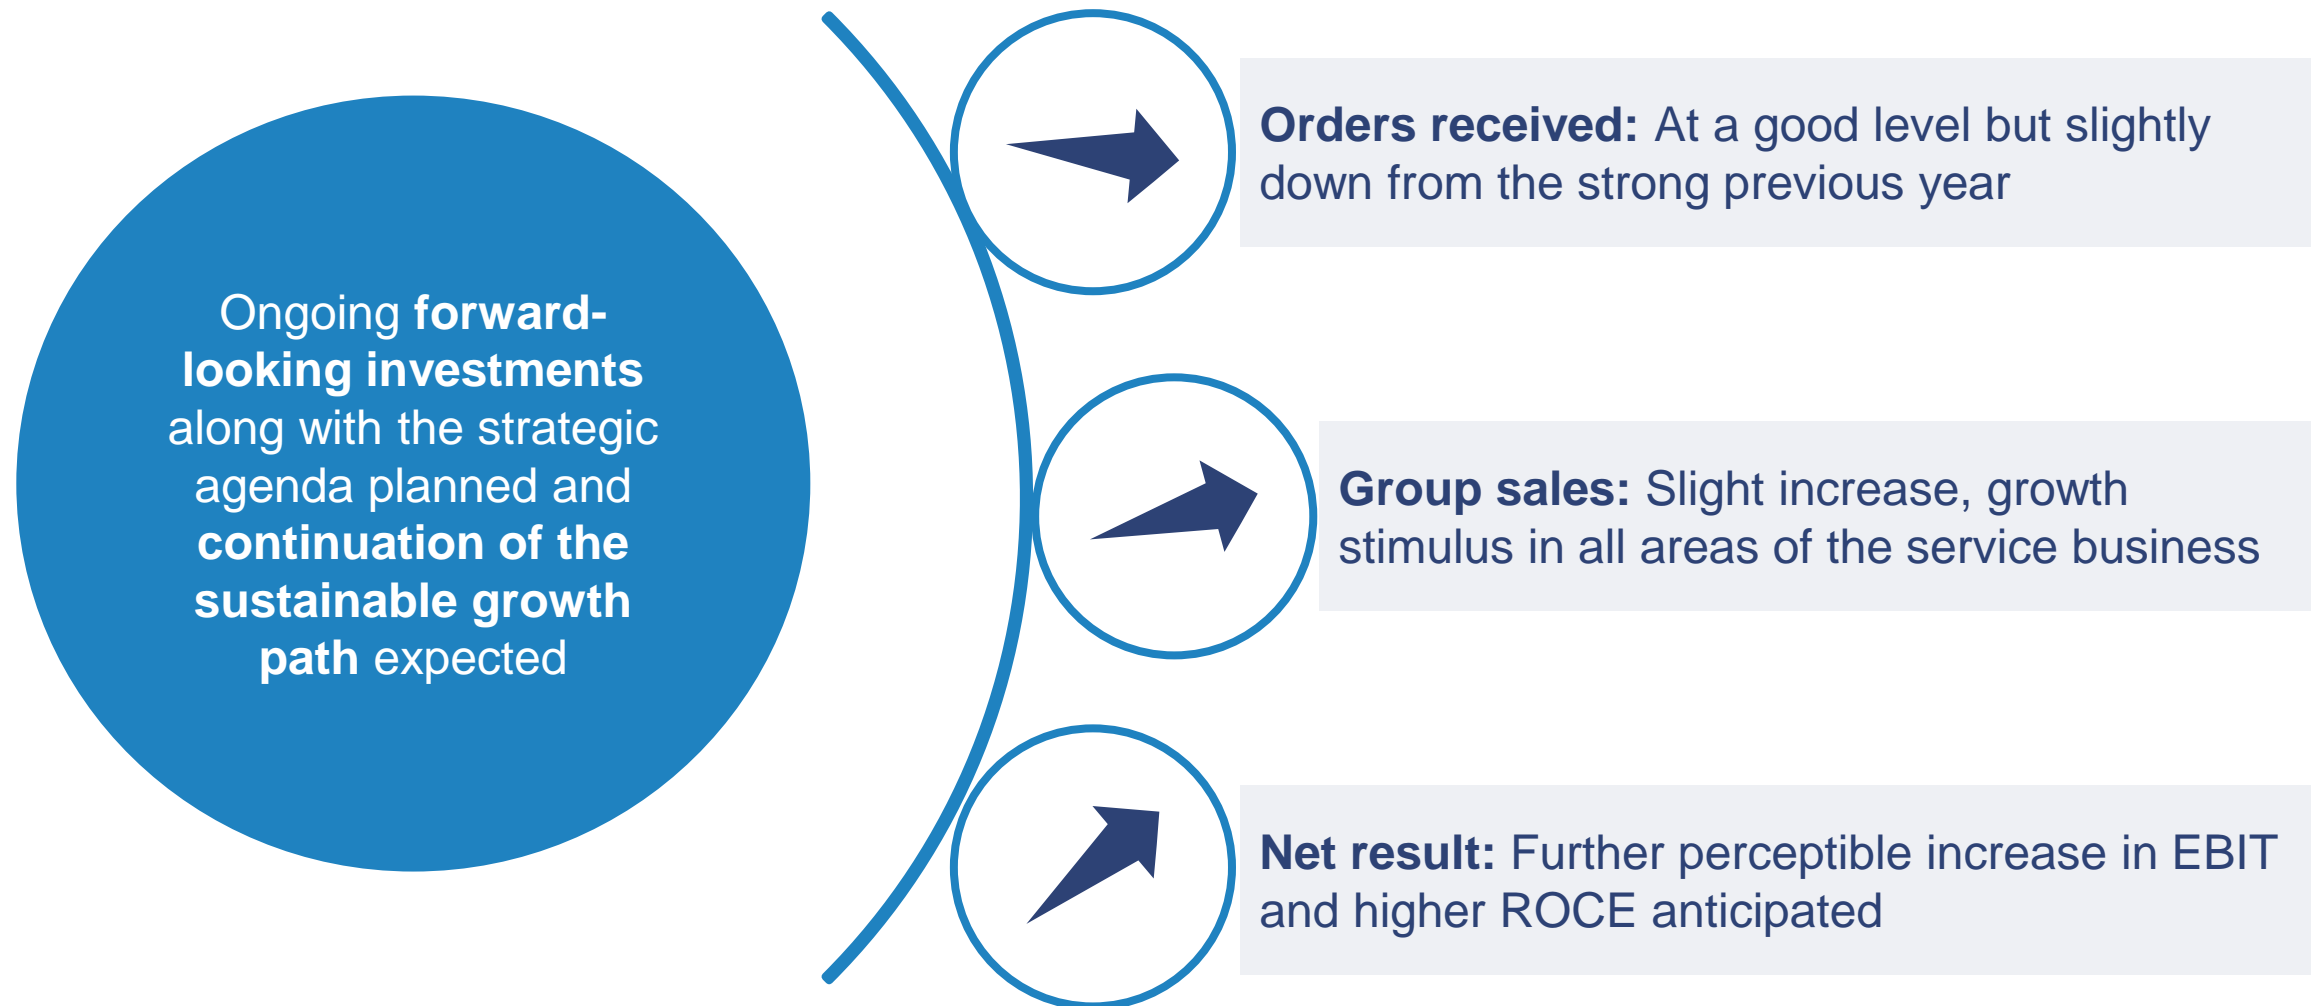 Ongoing forward-
looking investments
along with the strategic
agenda planned and
continuation of the
sustainable growth
path expected
Orders received: At a good level but slightly
down from the strong previous year
Group sales: Slight increase, growth
stimulus in all areas of the service business
Net result: Further perceptible increase in EBIT
and higher ROCE anticipated